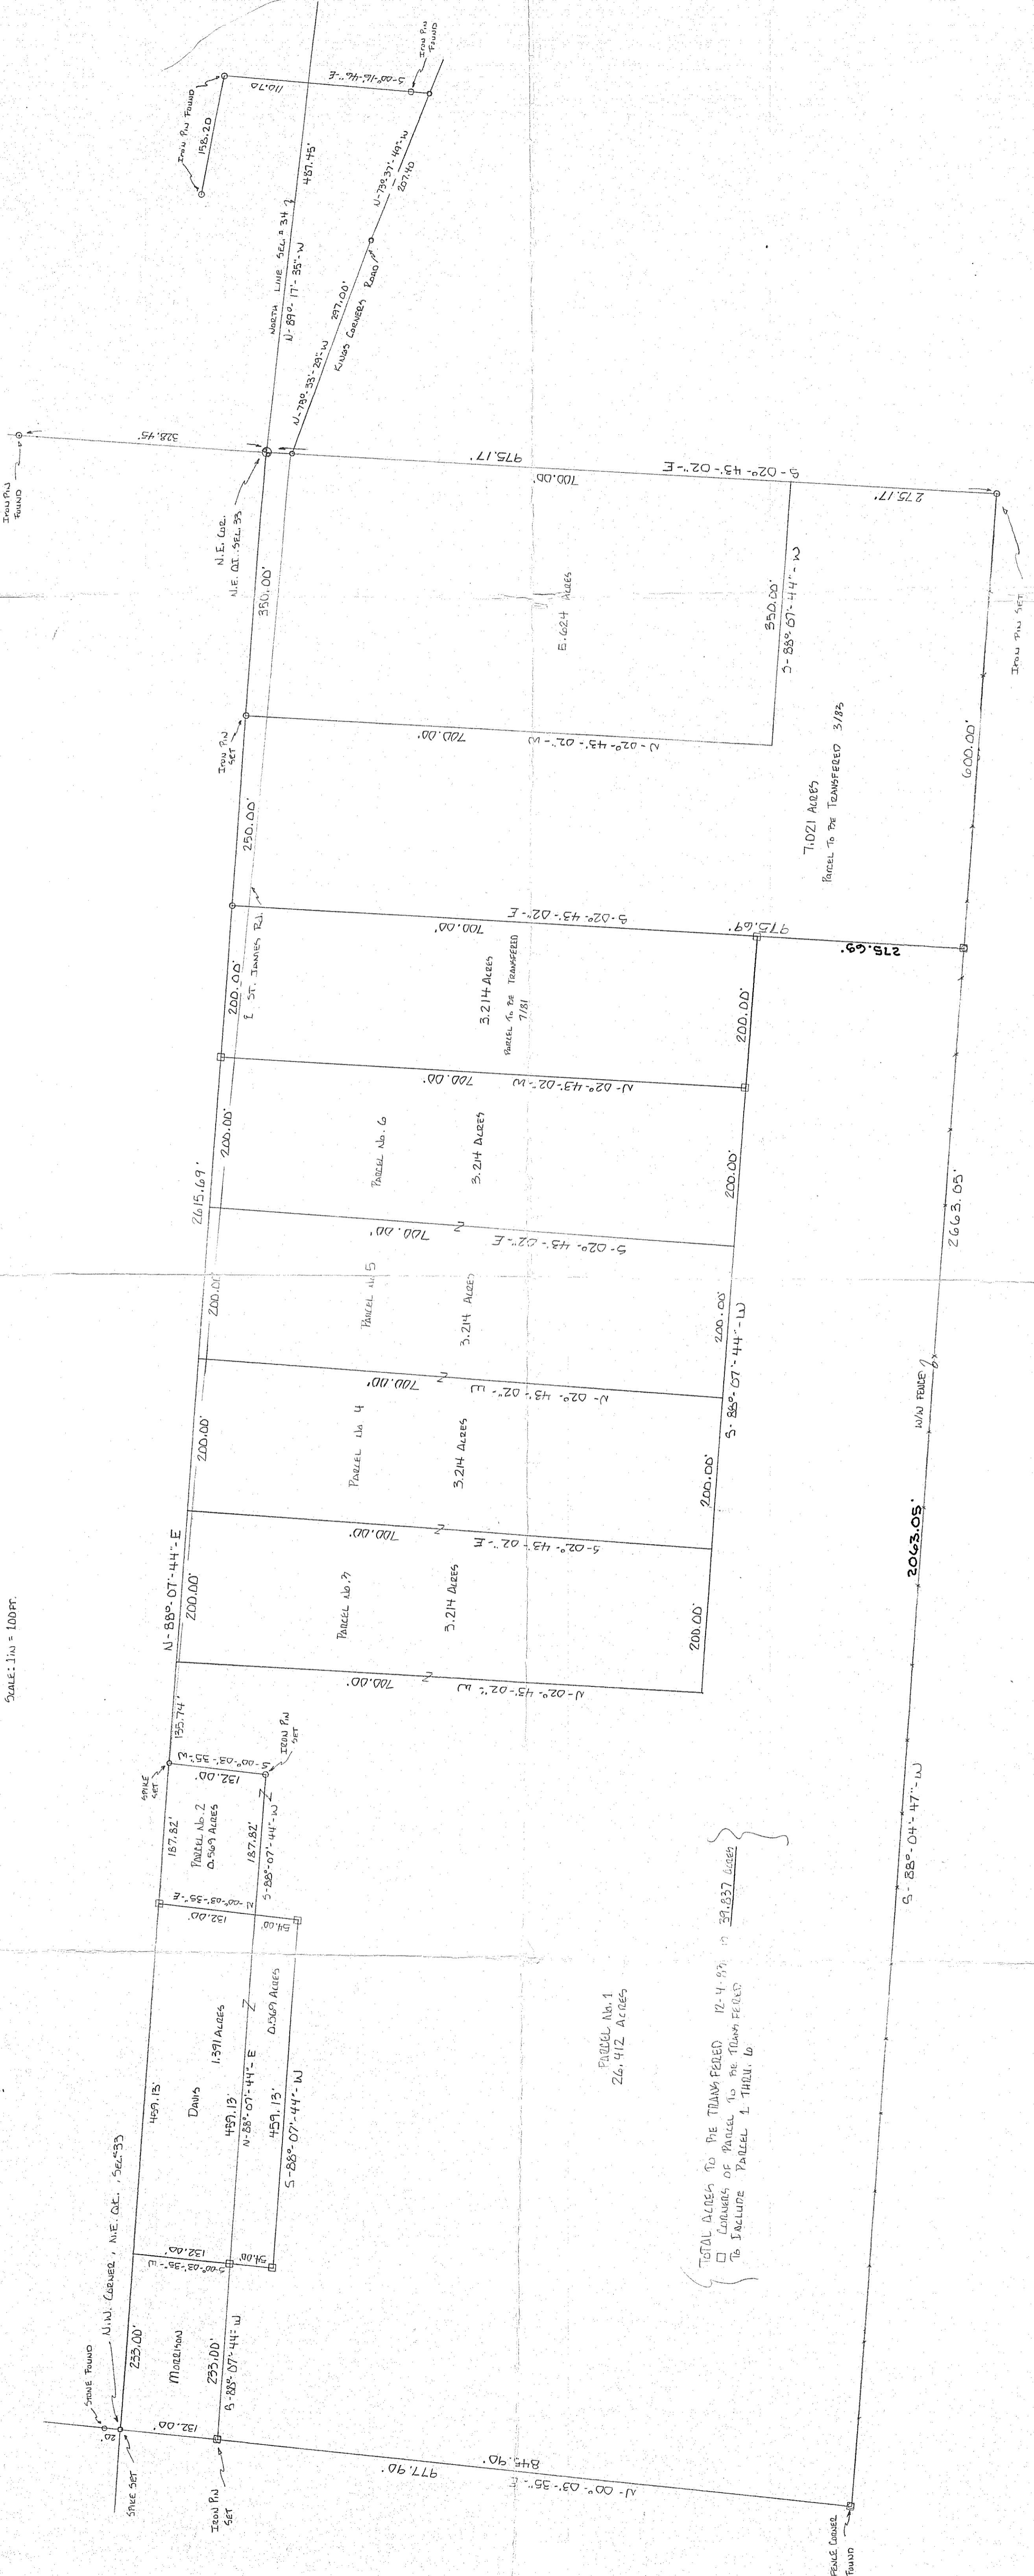 IRON PIN
FOUND
IRON PIN FOUND
158.20
110.70
S-00°-16'-46"-E
IRON PIN
FOUND
NORTH LINE SEC. # 34
N-89°-17'-35"-W
487.45'
N-73°-37'-49"-W
207.40
N-73°-33'-29"-W
297.00'
KINGS CORNERS ROAD
328.45'
N.E. COR.
N.E. QT. SEC. 33
350.00'
975.17'
700.00'
S-02°-43'-02"-E
275.17'
IRON PIN SET
E.624 ACRES
350.00'
S-88°-07'-44"-W
700.00'
N-02°-43'-02"-W
IRON PIN
SET
250.00'
7.021 ACRES
PARCEL TO BE TRANSFERED 3/83
600.00'
S-02°-43'-02"-E
700.00'
975.69'
275.69'
200.00'
ST. JAMES RD.
3.214 ACRES
PARCEL TO BE TRANSFERED
7/81
200.00'
700.00'
N-02°-43'-02"-W
200.00'
PARCEL No. 6
3.214 ACRES
200.00'
2615.69'
700.00'
S-02°-43'-02"-E
200.00'
PARCEL No 5
3.214 ACRES
200.00'
S-88°-07'-44"-W
700.00'
N-02°-43'-02"-W
200.00'
PARCEL No 4
3.214 ACRES
200.00'
700.00'
S-02°-43'-02"-E
N-88°-07'-44"-E
200.00'
PARCEL No.3
3.214 ACRES
200.00'
700.00'
N-02°-43'-02"-W
SCALE: 1 IN = 100 FT.
2663.05'
W/W FENCE
2063.05'
S-88°-04'-47"-W
135.74'
SPIKE
SET
S-00°-03'-35"-W
132.00'
IRON PIN
SET
187.82'
PARCEL No.2
0.569 ACRES
187.82'
S-88°-07'-44"-W
N-00°-03'-35"-E
132.00'
54.00'
459.13'
DAVIS
1.391 ACRES
459.13'
N-88°-07'-44"-E
0.569 ACRES
459.13'
S-88°-07'-44"-W
132.00'
S-00°-03'-35"-W
54.00'
PARCEL No.1
26.412 ACRES
TOTAL ACRES TO BE TRANSFERED 12-4-83 39.837 ACRES
CORNERS OF PARCEL TO BE TRANSFERED
TO INCLUDE PARCEL 1 THRU. 6
STONE FOUND
N.W. CORNER, N.E. QR., SEC#33
20'
SPIKE SET
233.00'
MORRISON
233.00'
S-88°-07'-44"-W
132.00'
IRON PIN
SET
977.90'
845.90'
N-00°-03'-35"-E
FENCE CORNER
FOUND